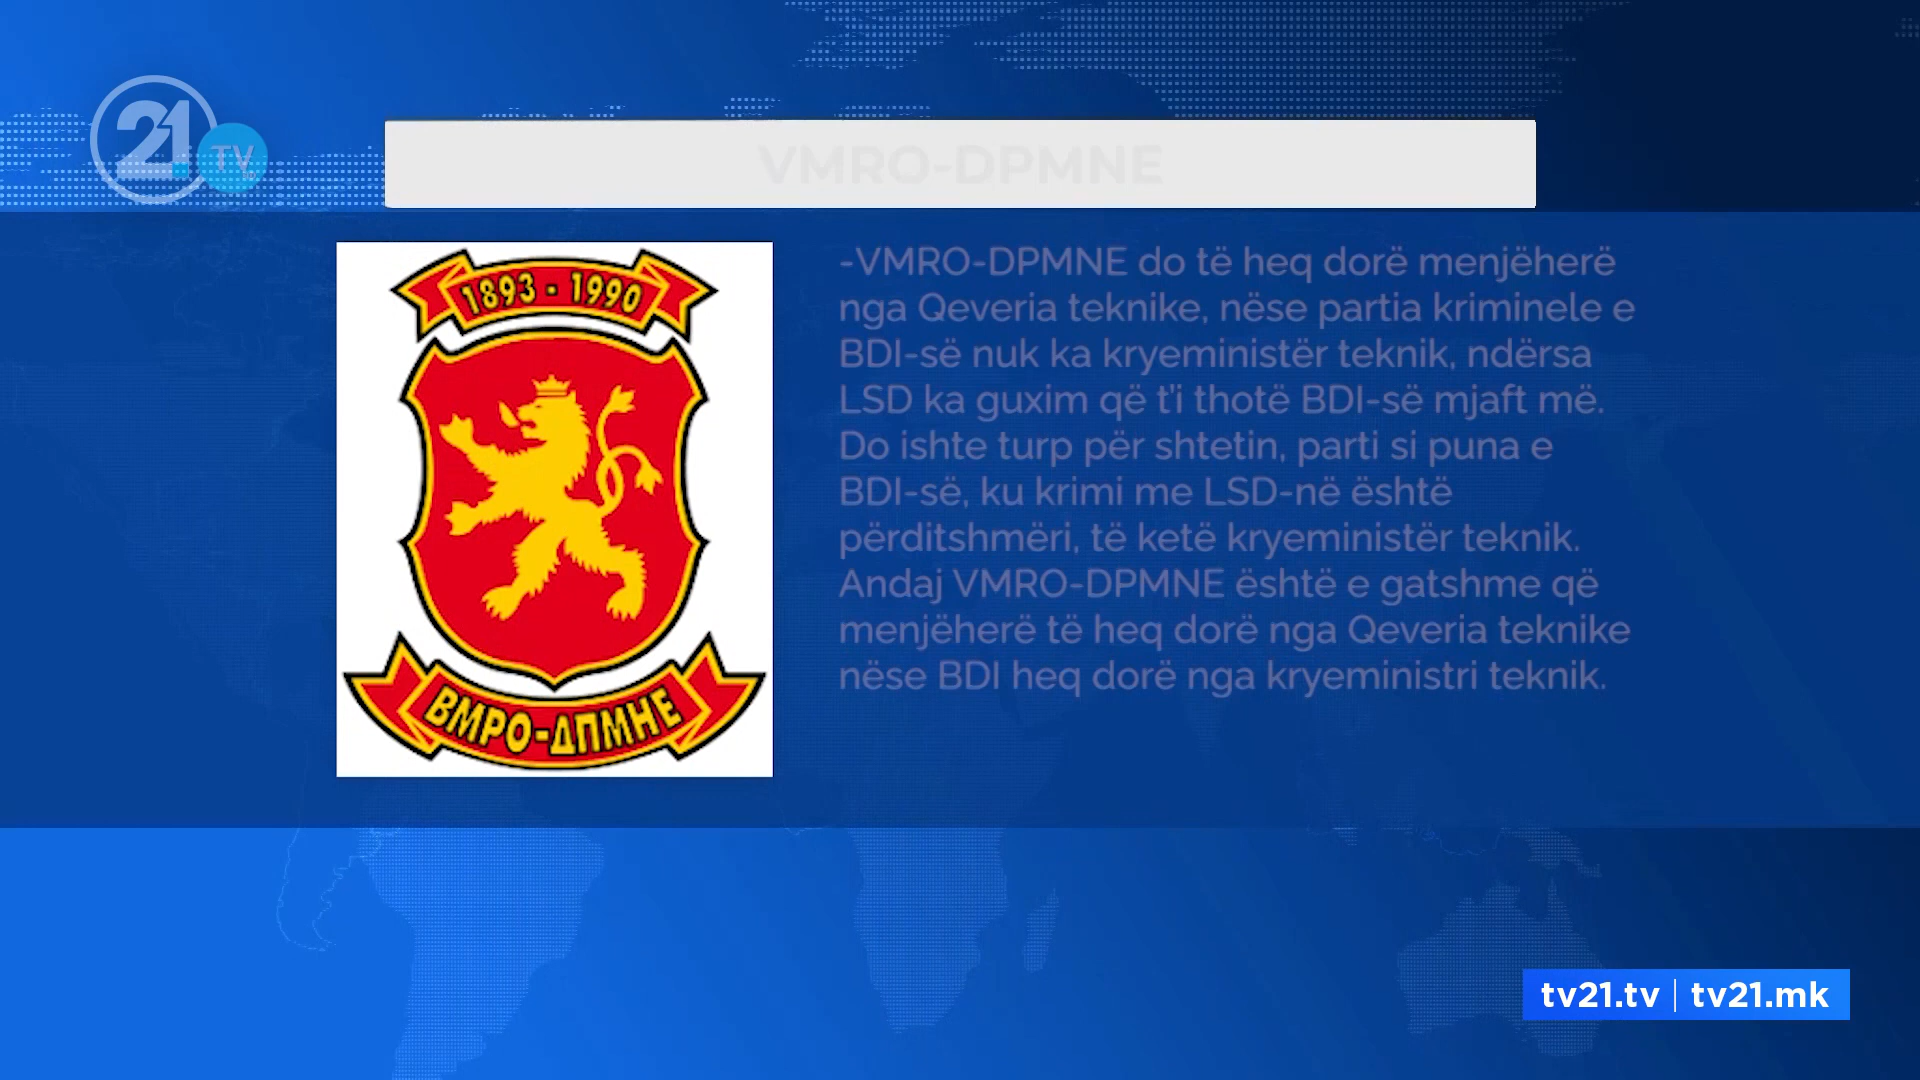 21 TV
HD
VMRO-DPMNE
1893 - 1990
ВМРО-ДПМНЕ
-VMRO-DPMNE do të heq dorë menjëherë
nga Qeveria teknike, nëse partia kriminele e
BDI-së nuk ka kryeministër teknik, ndërsa
LSD ka guxim që t'i thotë BDI-së mjaft më.
Do ishte turp për shtetin, parti si puna e
BDI-së, ku krimi me LSD-në është
përditshmëri, të ketë kryeministër teknik.
Andaj VMRO-DPMNE është e gatshme që
menjëherë të heq dorë nga Qeveria teknike
nëse BDI heq dorë nga kryeministri teknik.
tv21.tv | tv21.mk